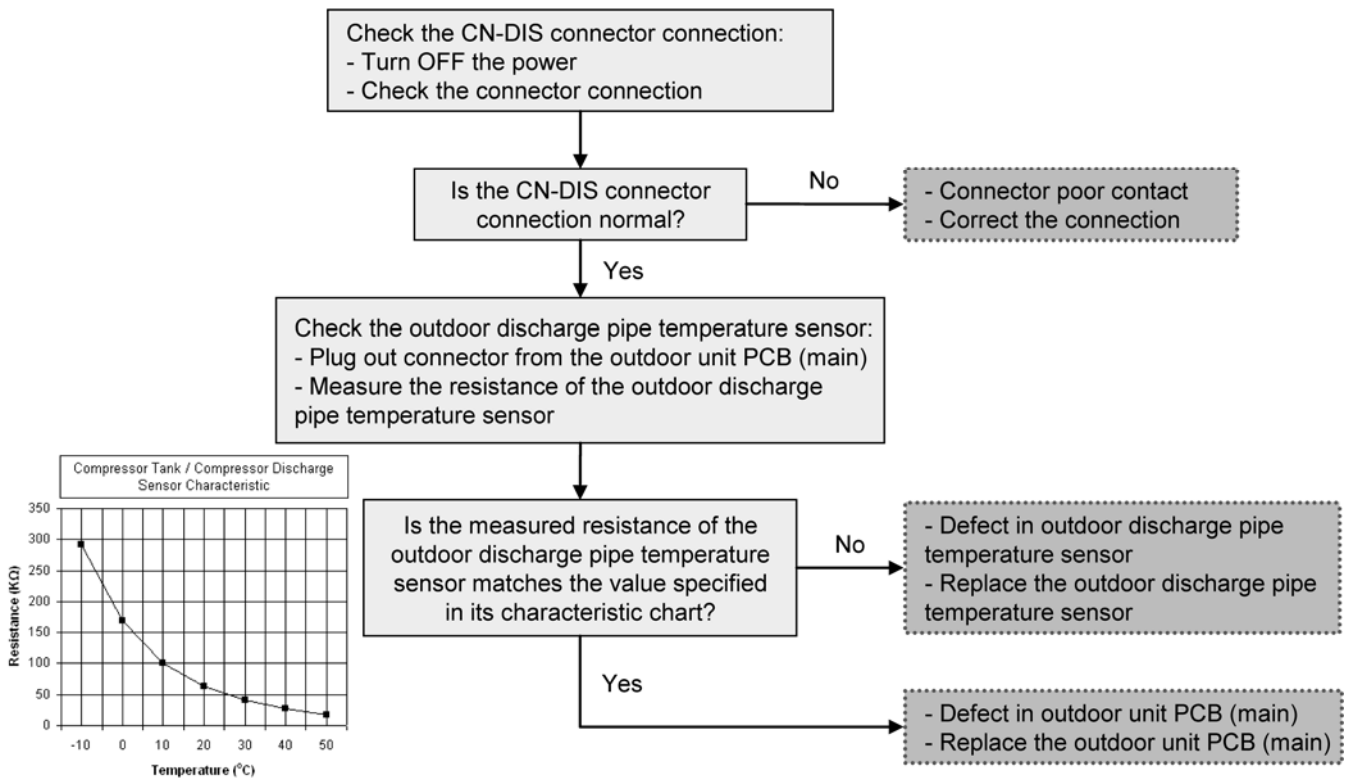 Check the CN-DIS connector connection:
- Turn OFF the power
- Check the connector connection
Is the CN-DIS connector
connection normal?
No
- Connector poor contact
- Correct the connection
Yes
Check the outdoor discharge pipe temperature sensor:
- Plug out connector from the outdoor unit PCB (main)
- Measure the resistance of the outdoor discharge
pipe temperature sensor
Compressor Tank / Compressor Discharge
Sensor Characteristic
Resistance (KΩ)
350
300
250
200
150
100
50
0
-10 0 10 20 30 40 50
Temperature (°C)
Is the measured resistance of the
outdoor discharge pipe temperature
sensor matches the value specified
in its characteristic chart?
No
- Defect in outdoor discharge pipe
temperature sensor
- Replace the outdoor discharge pipe
temperature sensor
Yes
- Defect in outdoor unit PCB (main)
- Replace the outdoor unit PCB (main)